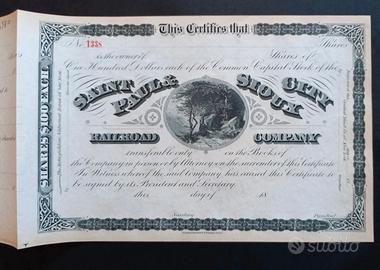 This Certifies that
No. 1338
Shares
is the owner of Shares of
One Hundred Dollars each of the Common Capital Stock of the
SAINT PAUL & SIOUX CITY
RAILROAD COMPANY
transferable only on the Books of
the Company in person or by Attorney on the surrender of this Certificate
In Witness whereof the said Company has caused this Certificate to
be signed by its President and Secretary.
this day of 18
Secretary President
SHARES $100 EACH
subito